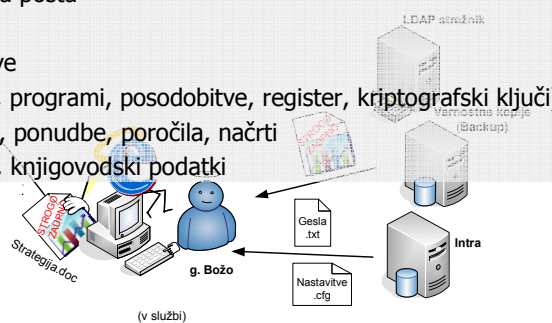 pošta
ve
, programi, posodobitve, register, kriptografski ključi
, ponudbe, poročila, načrti
, knjigovodski podatki
LDAP strežnik
Varnostne kopije
(Backup)
STROGO
ZAUPNO
Strategija.doc
g. Božo
(v službi)
Gesla
.txt
Nastavitve
.cfg
Intra